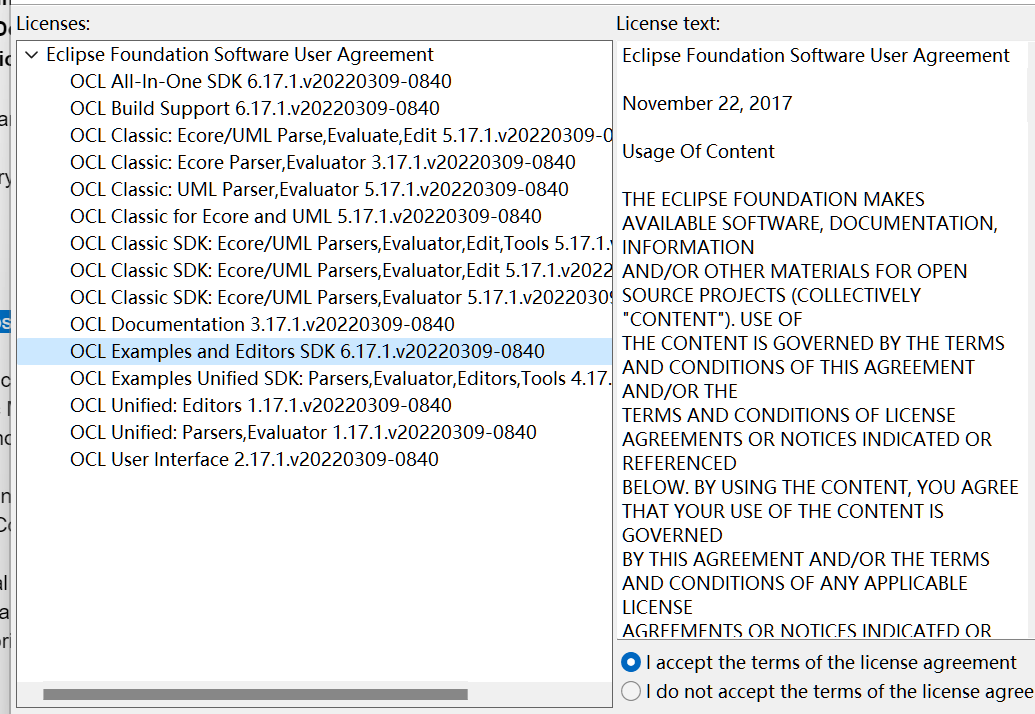 Licenses:
Eclipse Foundation Software User Agreement
OCL All-In-One SDK 6.17.1.v20220309-0840
OCL Build Support 6.17.1.v20220309-0840
OCL Classic: Ecore/UML Parse,Evaluate,Edit 5.17.1.v20220309-0
OCL Classic: Ecore Parser,Evaluator 3.17.1.v20220309-0840
OCL Classic: UML Parser,Evaluator 5.17.1.v20220309-0840
OCL Classic for Ecore and UML 5.17.1.v20220309-0840
OCL Classic SDK: Ecore/UML Parsers,Evaluator,Edit,Tools 5.17.1.v
OCL Classic SDK: Ecore/UML Parsers,Evaluator,Edit 5.17.1.v2022
OCL Classic SDK: Ecore/UML Parsers,Evaluator 5.17.1.v20220309
OCL Documentation 3.17.1.v20220309-0840
OCL Examples and Editors SDK 6.17.1.v20220309-0840
OCL Examples Unified SDK: Parsers,Evaluator,Editors,Tools 4.17.
OCL Unified: Editors 1.17.1.v20220309-0840
OCL Unified: Parsers,Evaluator 1.17.1.v20220309-0840
OCL User Interface 2.17.1.v20220309-0840
License text:
Eclipse Foundation Software User Agreement
November 22, 2017
Usage Of Content
THE ECLIPSE FOUNDATION MAKES
AVAILABLE SOFTWARE, DOCUMENTATION,
INFORMATION
AND/OR OTHER MATERIALS FOR OPEN
SOURCE PROJECTS (COLLECTIVELY
"CONTENT"). USE OF
THE CONTENT IS GOVERNED BY THE TERMS
AND CONDITIONS OF THIS AGREEMENT
AND/OR THE
TERMS AND CONDITIONS OF LICENSE
AGREEMENTS OR NOTICES INDICATED OR
REFERENCED
BELOW. BY USING THE CONTENT, YOU AGREE
THAT YOUR USE OF THE CONTENT IS
GOVERNED
BY THIS AGREEMENT AND/OR THE TERMS
AND CONDITIONS OF ANY APPLICABLE
LICENSE
AGREEMENTS OR NOTICES INDICATED OR
I accept the terms of the license agreement
I do not accept the terms of the license agree